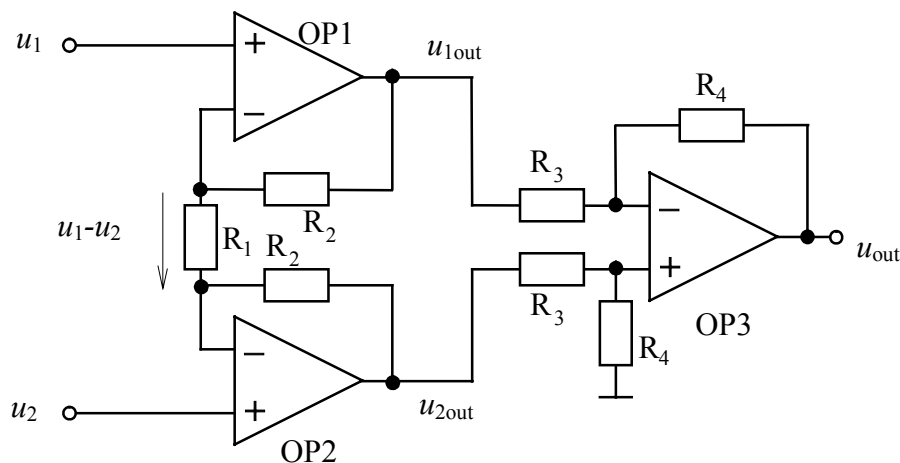 u₁
+
OP1
−
u₁out
R₄
R₃
R₂
u₁-u₂
R₁
R₂
−
+
uout
R₃
OP3
R₄
−
u₂
+
u₂out
OP2